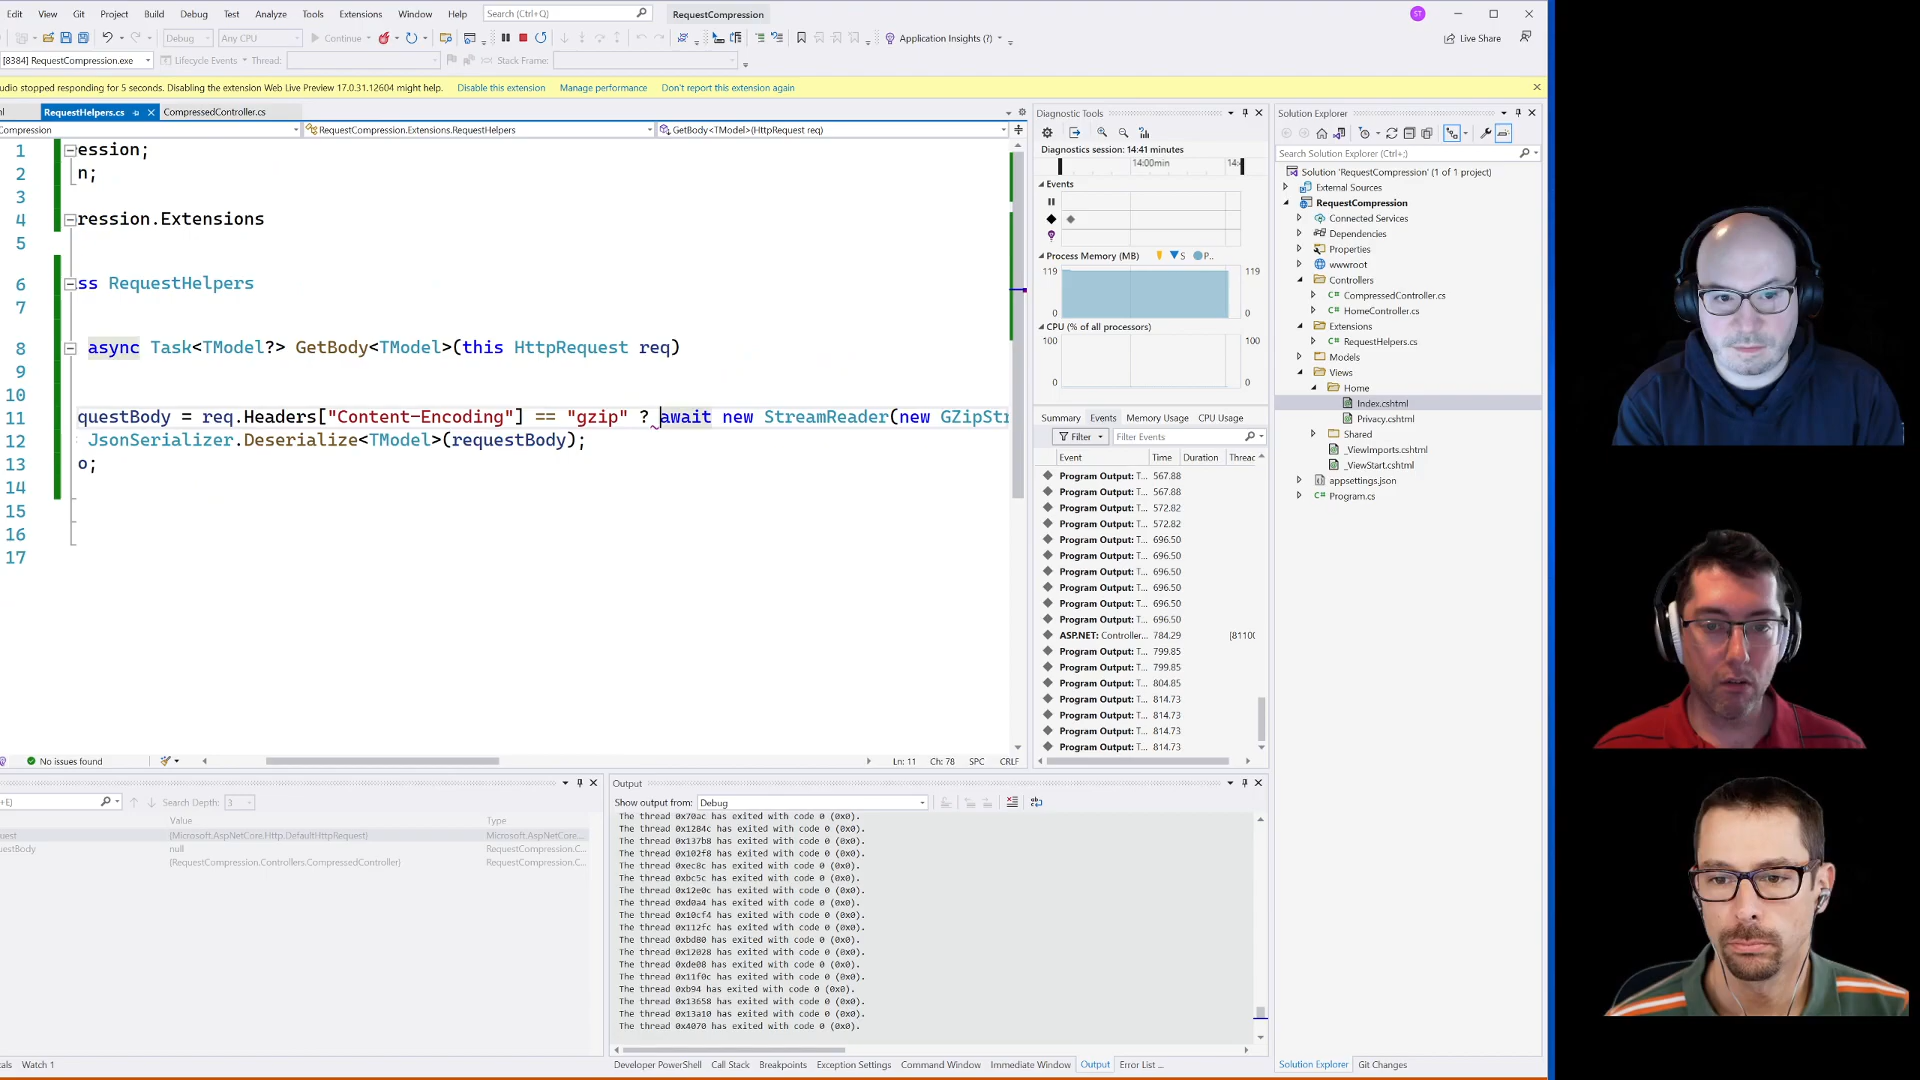 Edit View Git Project Build Debug Test Analyze Tools Extensions Window Help Search (Ctrl+Q) RequestCompression ST
Debug Any CPU Continue Application Insights (?) Live Share
[8384] RequestCompression.exe Lifecycle Events Thread: Stack Frame:
udio stopped responding for 5 seconds. Disabling the extension Web Live Preview 17.0.31.12604 might help. Disable this extension Manage performance Don't report this extension again
RequestHelpers.cs CompressedController.cs
Compression RequestCompression.Extensions.RequestHelpers GetBody<TModel>(HttpRequest req)
1 ession;
2 n;
3
4 ression.Extensions
5
6 ss RequestHelpers
7
8 async Task<TModel?> GetBody<TModel>(this HttpRequest req)
9
10
11 questBody = req.Headers["Content-Encoding"] == "gzip" ? await new StreamReader(new GZipStr
12 JsonSerializer.Deserialize<TModel>(requestBody);
13 o;
14
15
16
17
No issues found Ln: 11 Ch: 78 SPC CRLF
Diagnostic Tools
Diagnostics session: 14:41 minutes
14:00min 14:4
Events
Process Memory (MB) S P..
119 119
0 0
CPU (% of all processors)
100 100
0 0
Summary Events Memory Usage CPU Usage
Filter Filter Events
Event Time Duration Thread
Program Output: T... 567.88
Program Output: T... 567.88
Program Output: T... 572.82
Program Output: T... 572.82
Program Output: T... 696.50
Program Output: T... 696.50
Program Output: T... 696.50
Program Output: T... 696.50
Program Output: T... 696.50
Program Output: T... 696.50
ASP.NET: Controller... 784.29 [8110
Program Output: T... 799.85
Program Output: T... 799.85
Program Output: T... 804.85
Program Output: T... 814.73
Program Output: T... 814.73
Program Output: T... 814.73
Program Output: T... 814.73
Solution Explorer
Search Solution Explorer (Ctrl+;)
Solution 'RequestCompression' (1 of 1 project)
External Sources
RequestCompression
Connected Services
Dependencies
Properties
wwwroot
Controllers
C# CompressedController.cs
C# HomeController.cs
Extensions
C# RequestHelpers.cs
Models
Views
Home
Index.cshtml
Privacy.cshtml
Shared
_ViewImports.cshtml
_ViewStart.cshtml
appsettings.json
C# Program.cs
+E) Search Depth: 3
Value Type
quest {Microsoft.AspNetCore.Http.DefaultHttpRequest} Microsoft.AspNetCore...
uestBody null RequestCompression.C...
{RequestCompression.Controllers.CompressedController} RequestCompression.C...
cals Watch 1
Output
Show output from: Debug
The thread 0x70ac has exited with code 0 (0x0).
The thread 0x1284c has exited with code 0 (0x0).
The thread 0x137b8 has exited with code 0 (0x0).
The thread 0x102f8 has exited with code 0 (0x0).
The thread 0xec8c has exited with code 0 (0x0).
The thread 0xbc5c has exited with code 0 (0x0).
The thread 0x12e0c has exited with code 0 (0x0).
The thread 0xd0a4 has exited with code 0 (0x0).
The thread 0x10cf4 has exited with code 0 (0x0).
The thread 0x112fc has exited with code 0 (0x0).
The thread 0xbd80 has exited with code 0 (0x0).
The thread 0x12028 has exited with code 0 (0x0).
The thread 0xde08 has exited with code 0 (0x0).
The thread 0x11f0c has exited with code 0 (0x0).
The thread 0xb94 has exited with code 0 (0x0).
The thread 0x13658 has exited with code 0 (0x0).
The thread 0x13a10 has exited with code 0 (0x0).
The thread 0x4070 has exited with code 0 (0x0).
Developer PowerShell Call Stack Breakpoints Exception Settings Command Window Immediate Window Output Error List ...
Solution Explorer Git Changes